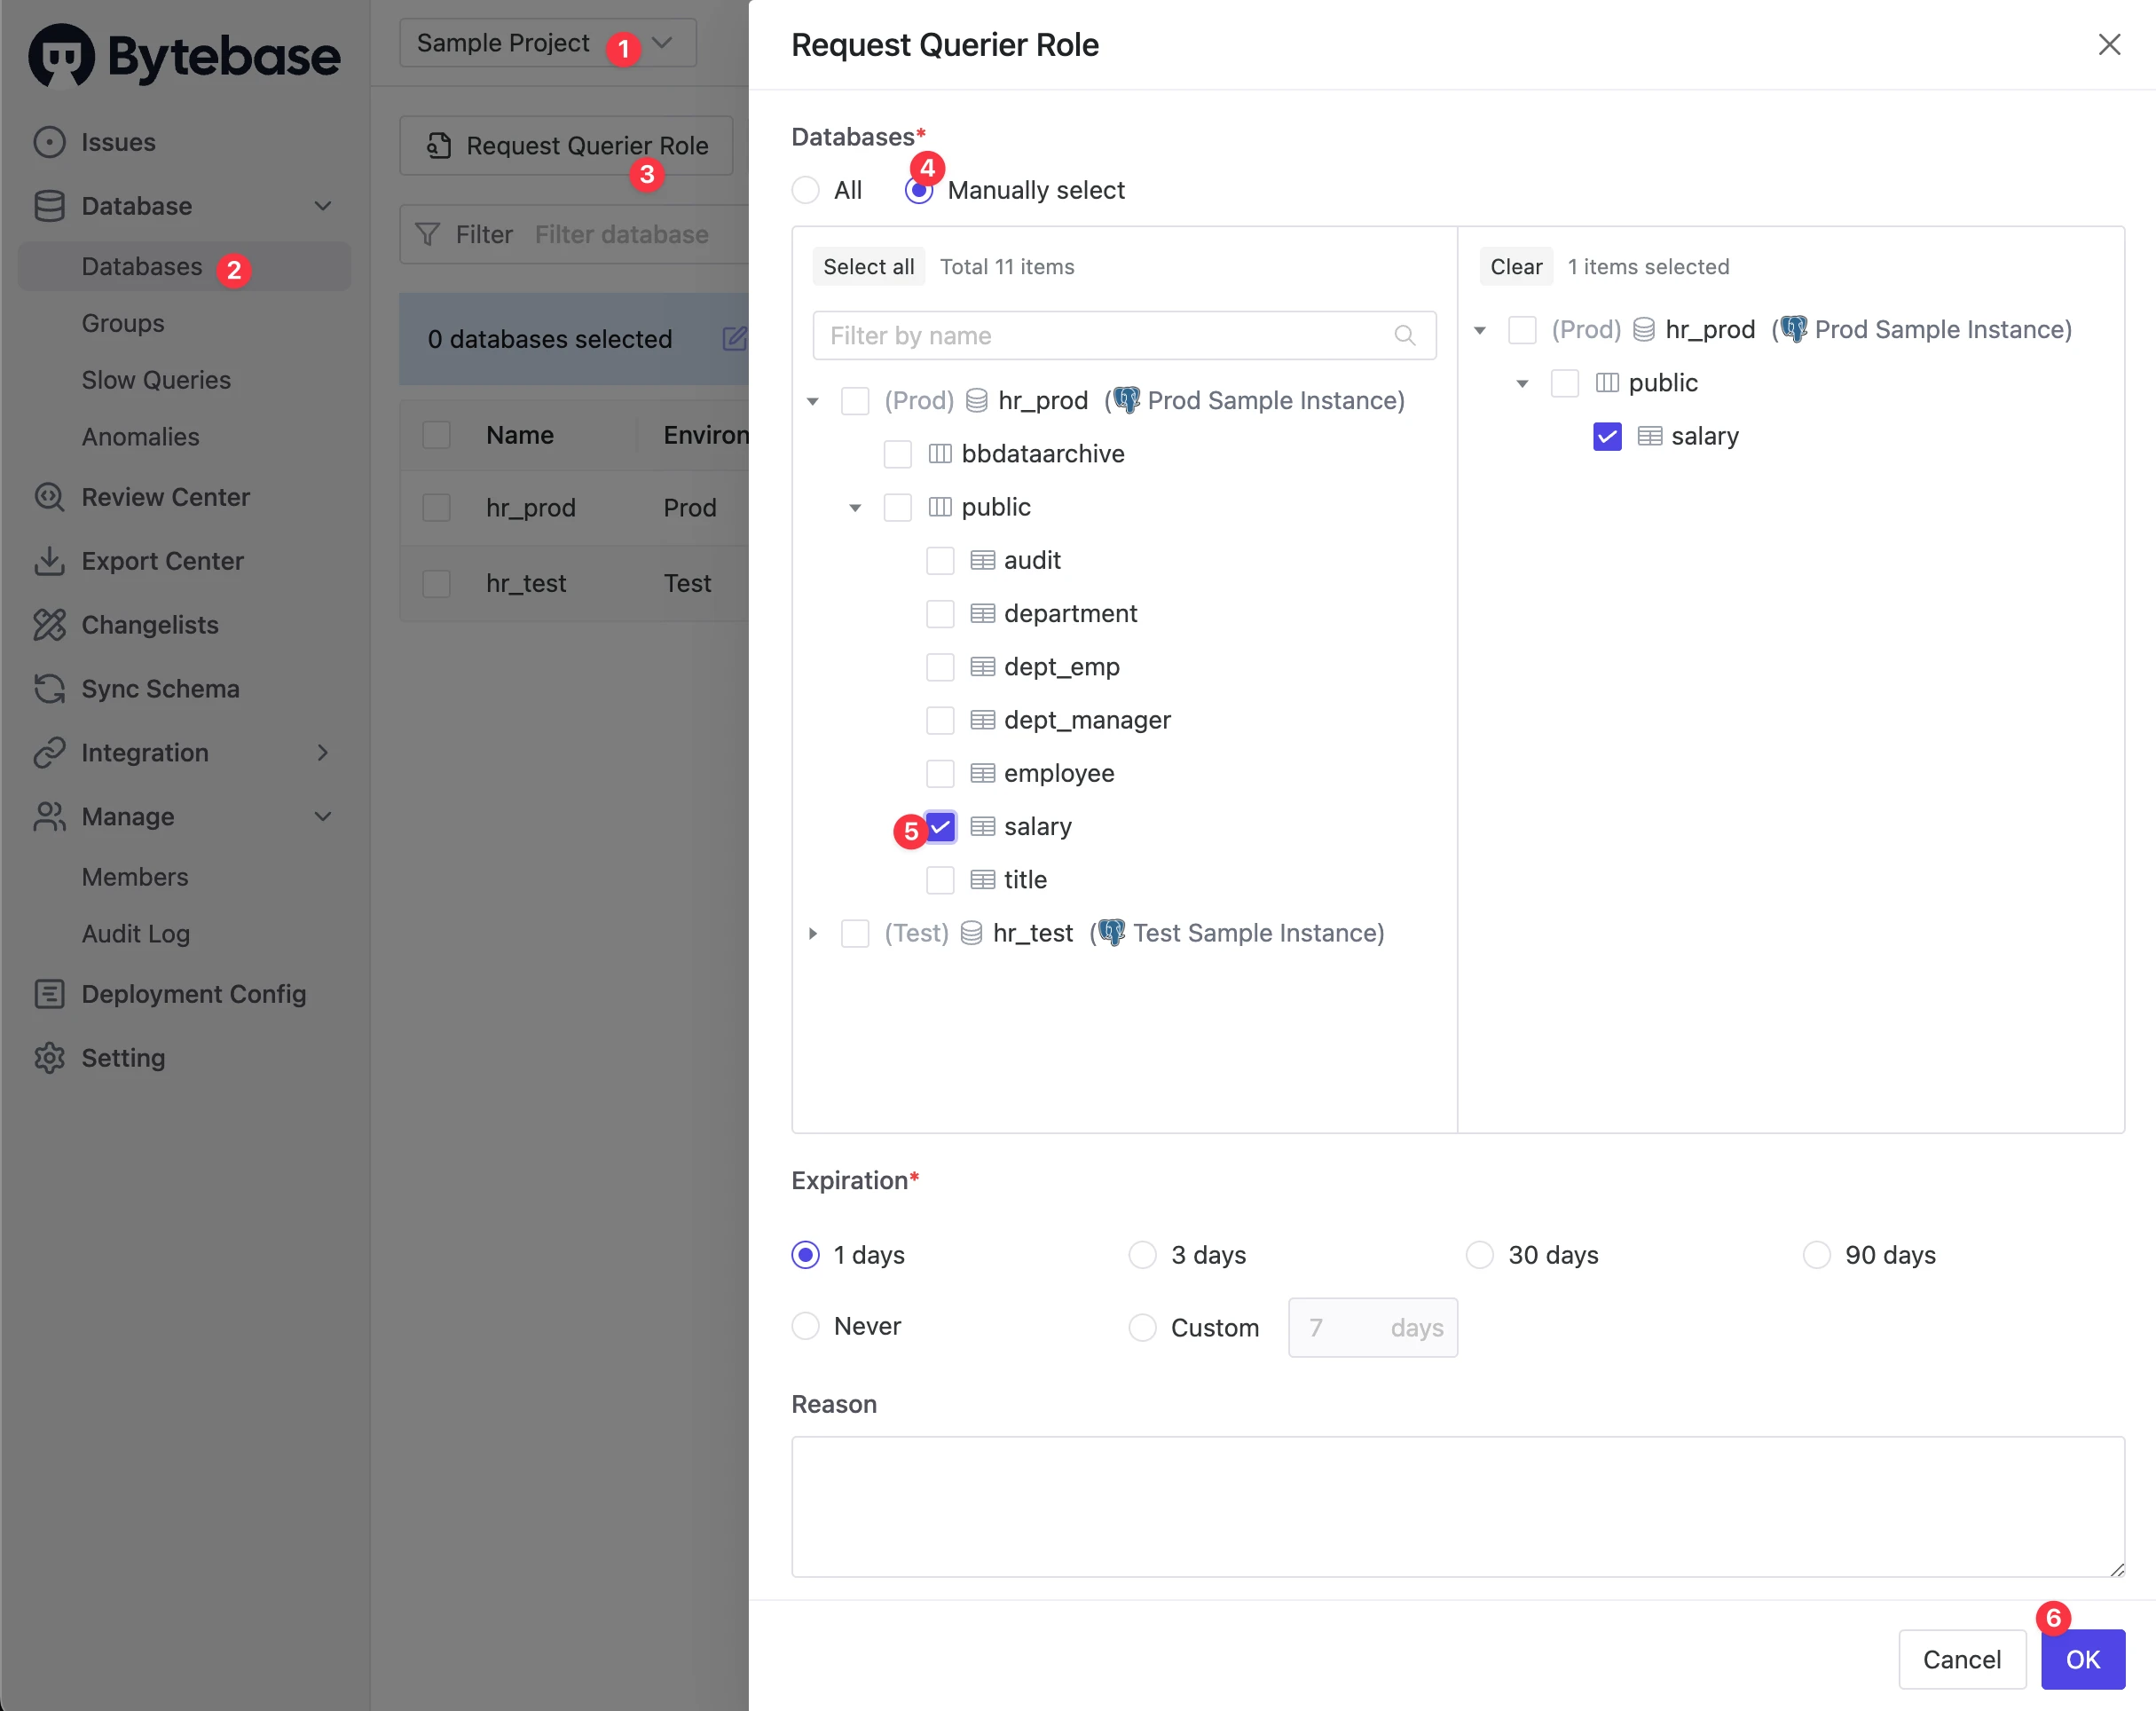 Bytebase
Issues
Database
Databases 2
Groups
Slow Queries
Anomalies
Review Center
Export Center
Changelists
Sync Schema
Integration
Manage
Members
Audit Log
Deployment Config
Setting
Sample Project 1
Request Querier Role
3
Filter Filter database
0 databases selected
Name Environ
hr_prod Prod
hr_test Test
Request Querier Role
Databases*
4
All Manually select
Select all Total 11 items
Filter by name
(Prod) hr_prod (Prod Sample Instance)
bbdataarchive
public
audit
department
dept_emp
dept_manager
employee
5 salary
title
(Test) hr_test (Test Sample Instance)
Clear 1 items selected
(Prod) hr_prod (Prod Sample Instance)
public
salary
Expiration*
1 days 3 days 30 days 90 days
Never Custom 7 days
Reason
6
Cancel OK